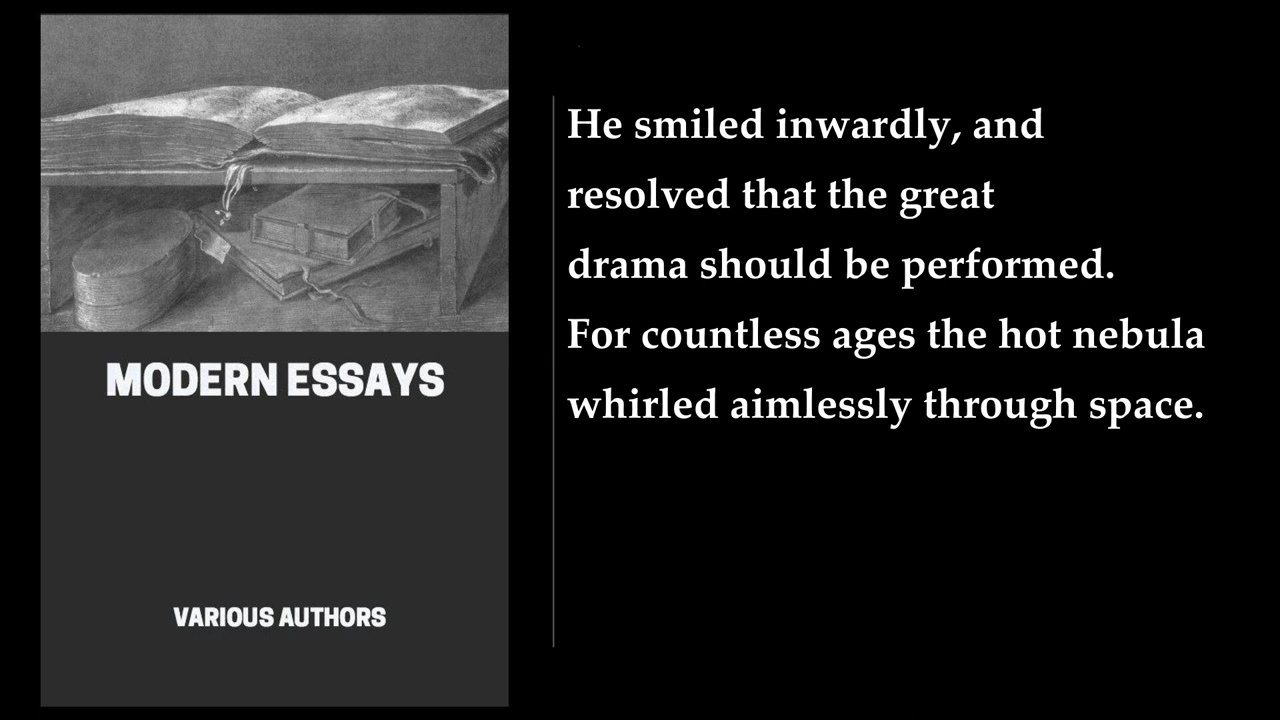 MODERN ESSAYS
VARIOUS AUTHORS
He smiled inwardly, and
resolved that the great
drama should be performed.
For countless ages the hot nebula
whirled aimlessly through space.